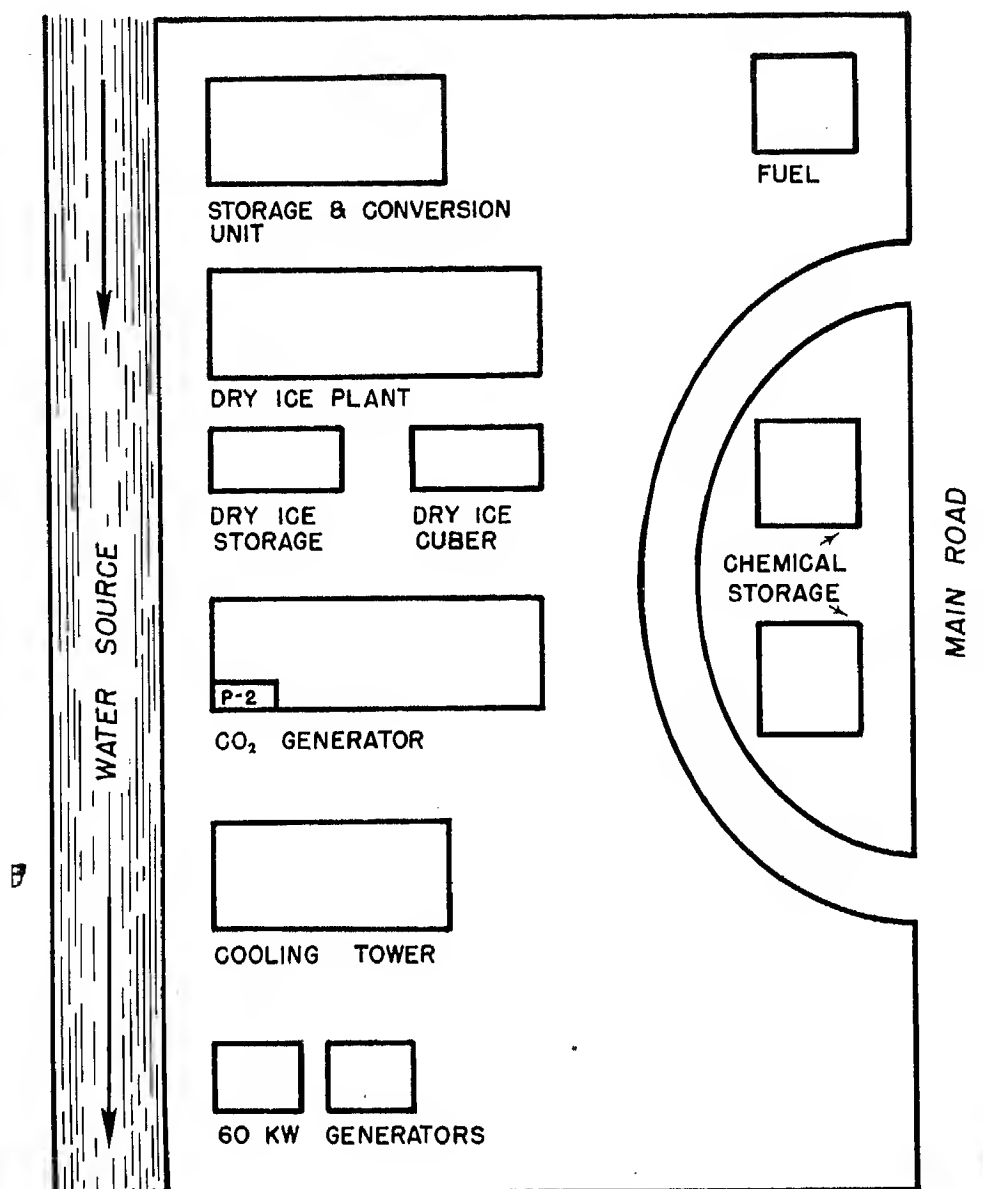 FUEL
STORAGE & CONVERSION
UNIT
DRY ICE PLANT
DRY ICE
STORAGE
DRY ICE
CUBER
CHEMICAL
STORAGE
MAIN ROAD
WATER SOURCE
P-2
CO₂ GENERATOR
COOLING TOWER
60 KW GENERATORS